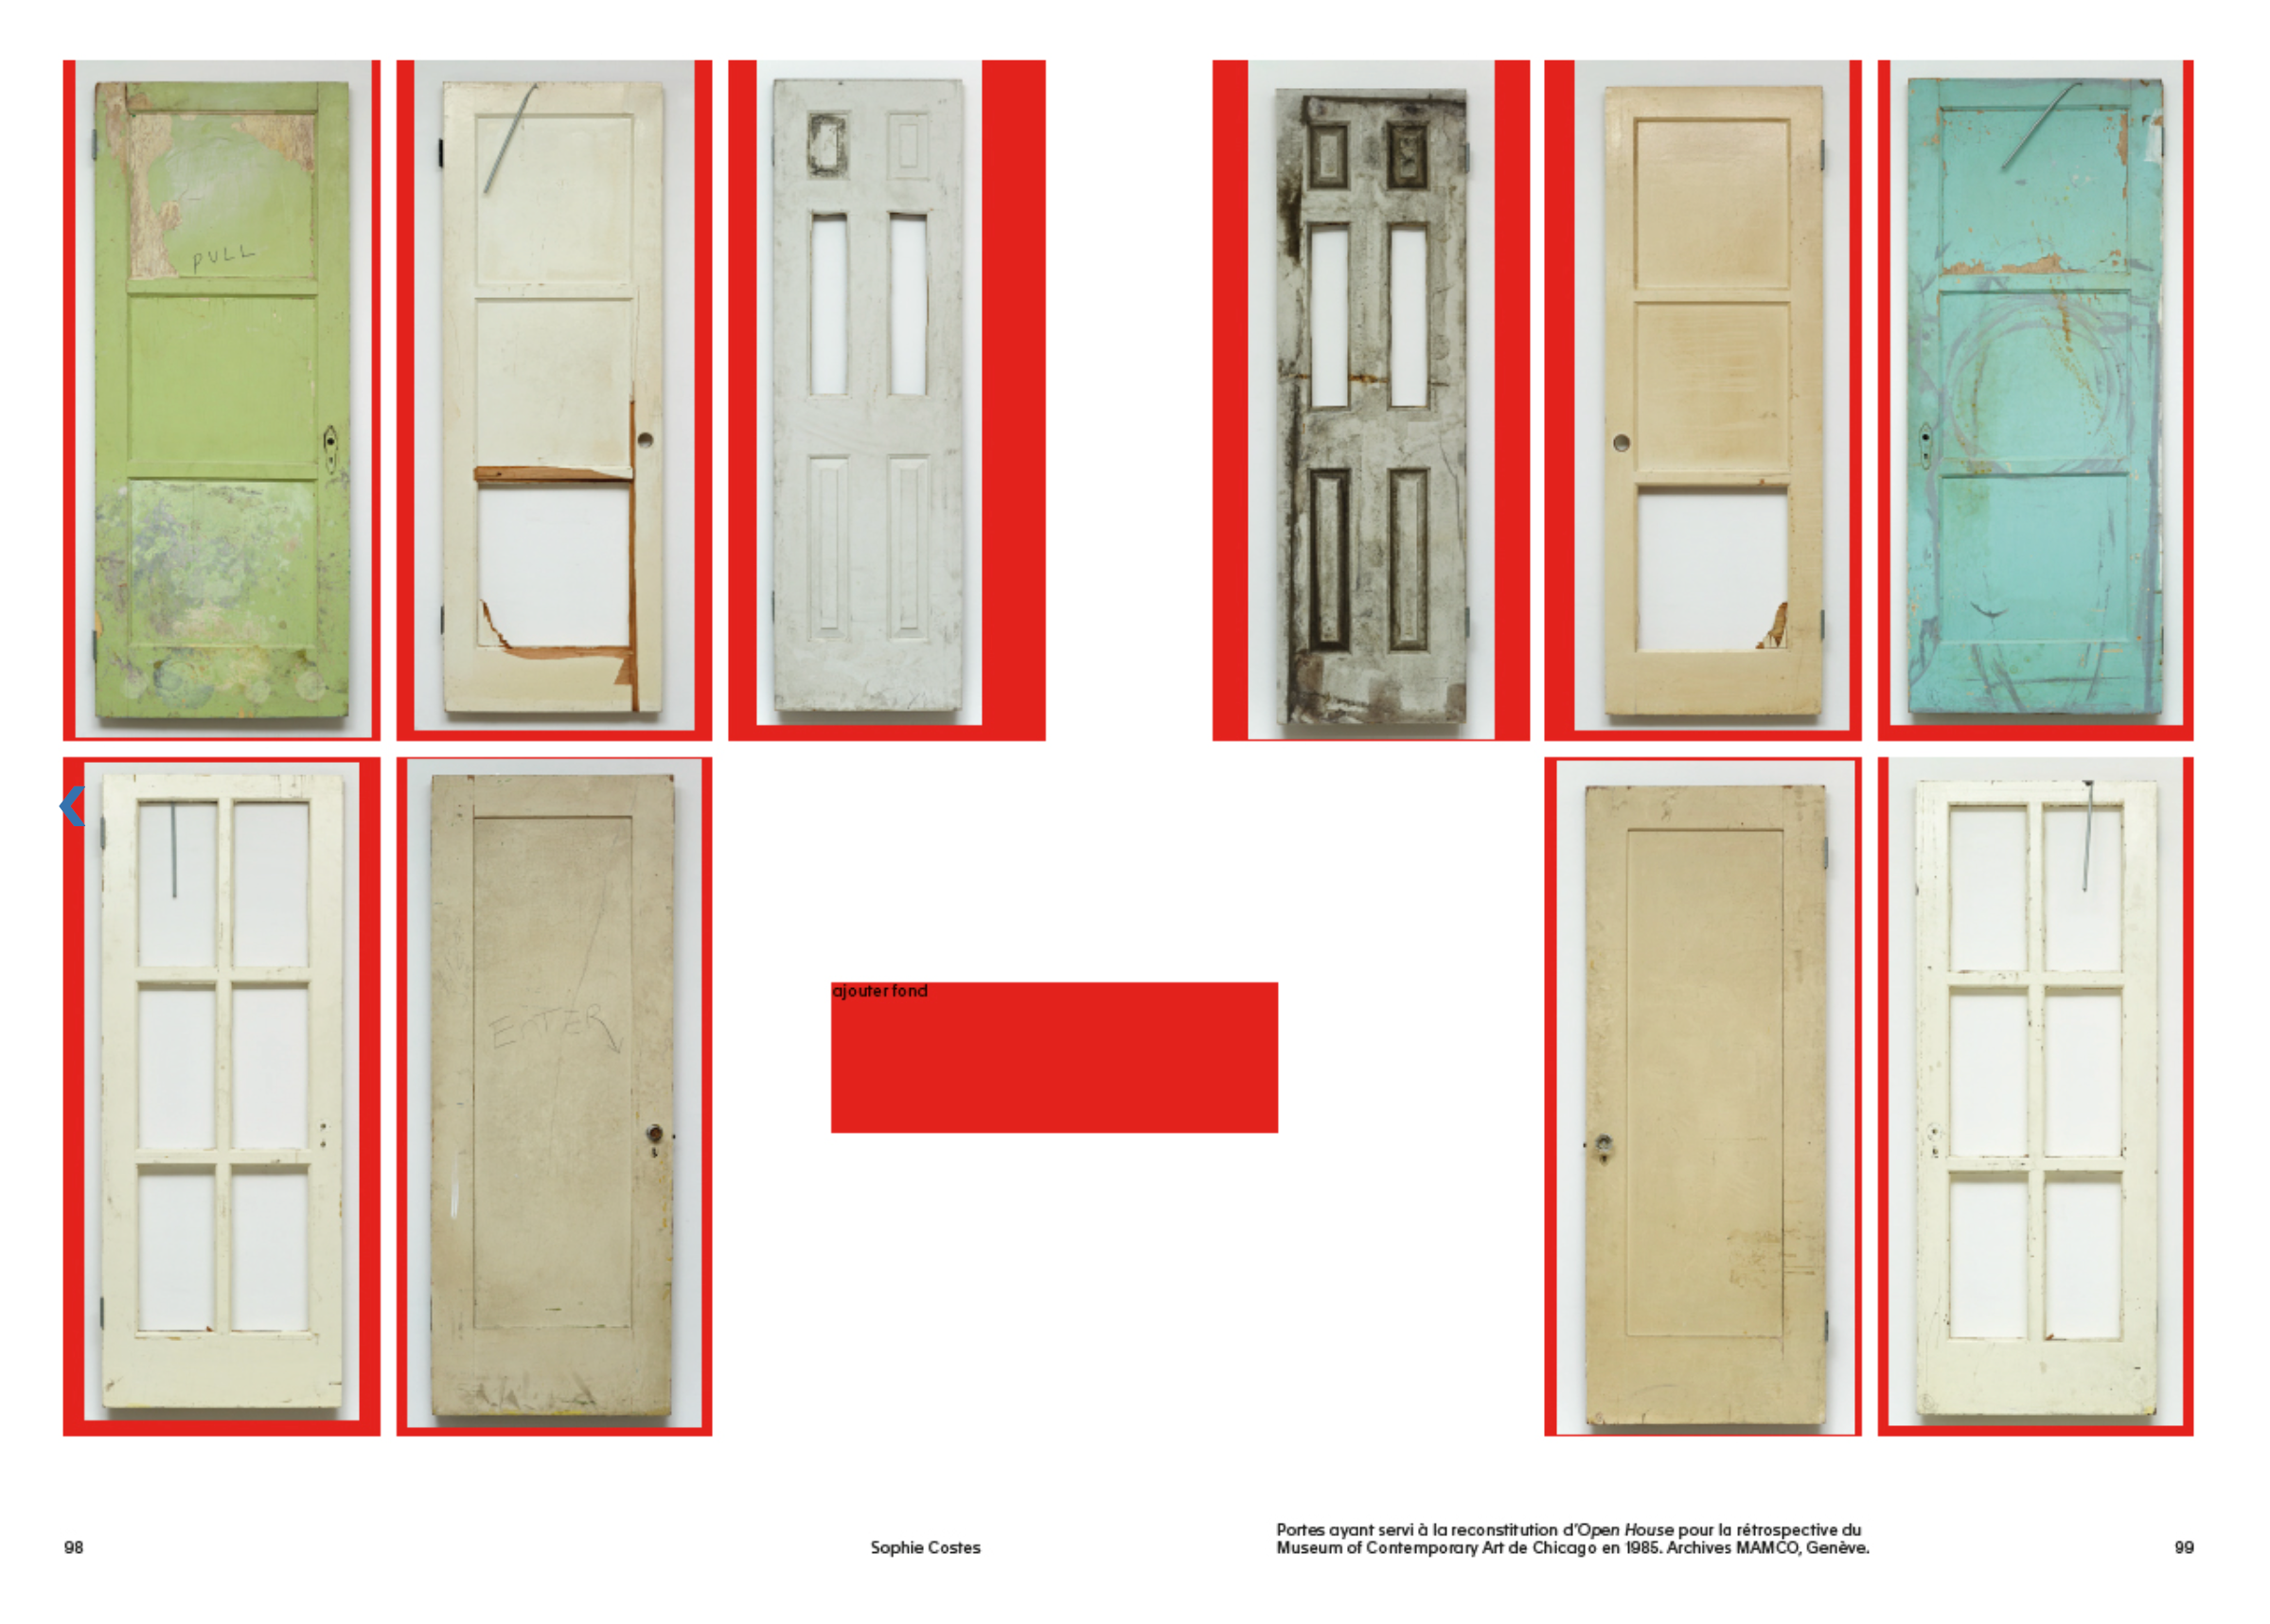 PULL
ENTER
ajouter fond
98
Sophie Costes
Portes ayant servi à la reconstitution d'Open House pour la rétrospective du
Museum of Contemporary Art de Chicago en 1985. Archives MAMCO, Genève.
99